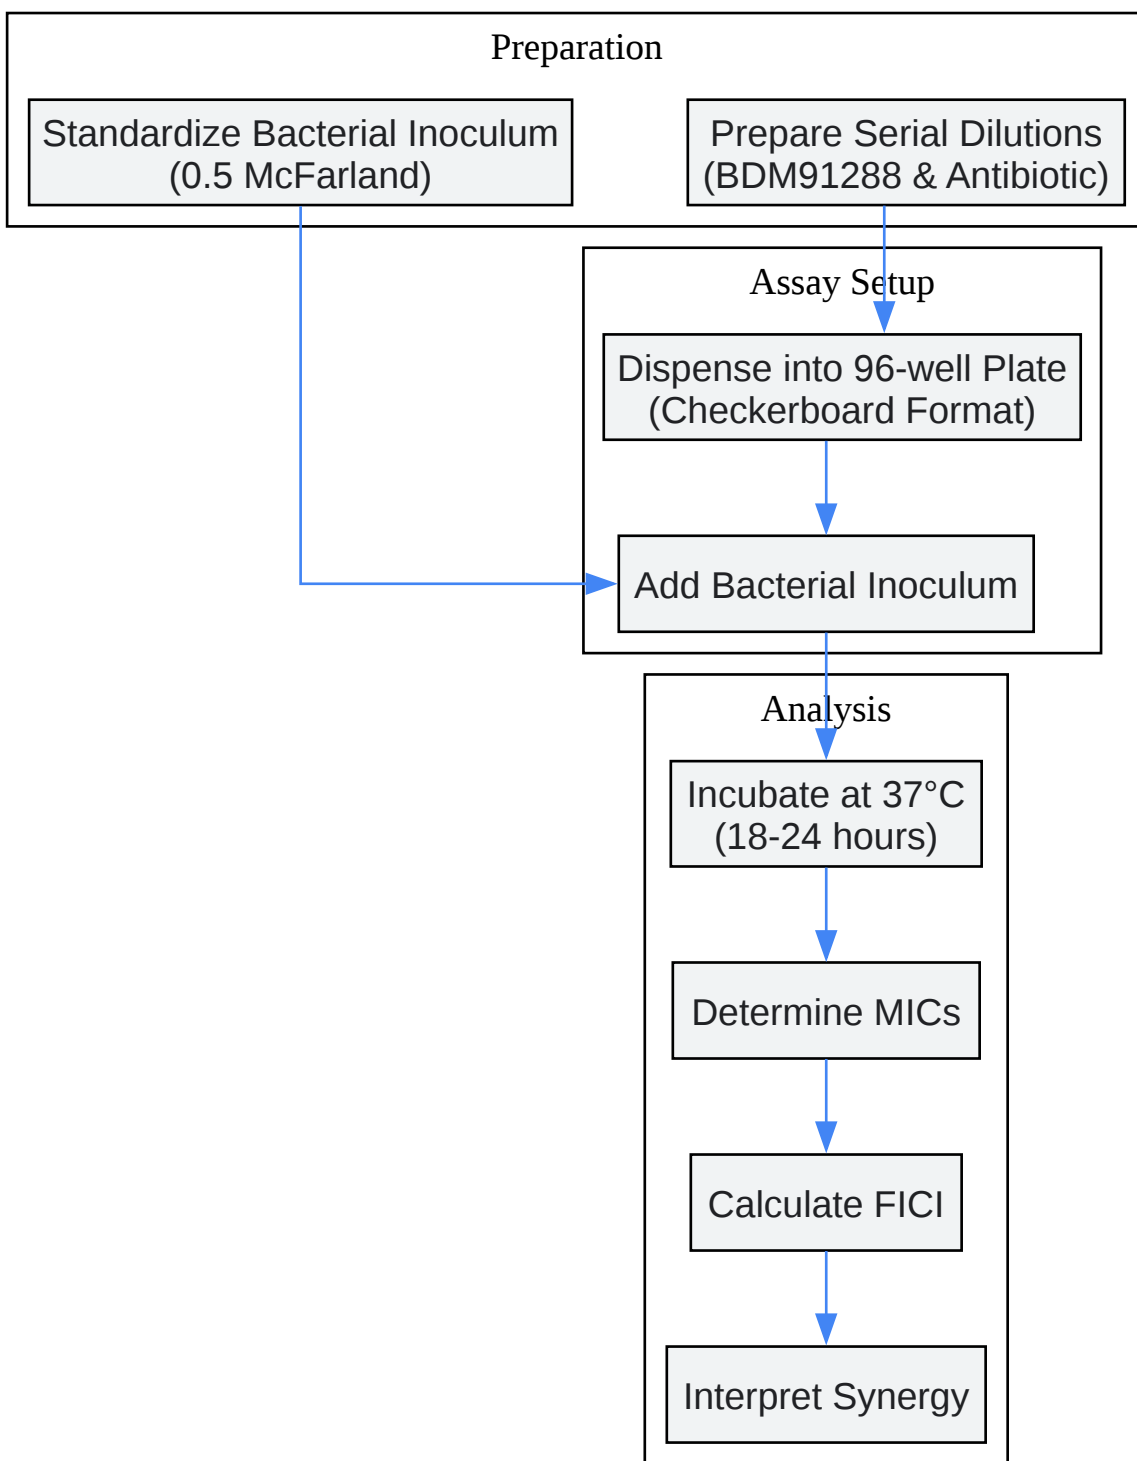 Preparation
Standardize Bacterial Inoculum
(0.5 McFarland)
Prepare Serial Dilutions
(BDM91288 & Antibiotic)
Assay Setup
Dispense into 96-well Plate
(Checkerboard Format)
Add Bacterial Inoculum
Analysis
Incubate at 37°C
(18-24 hours)
Determine MICs
Calculate FICI
Interpret Synergy